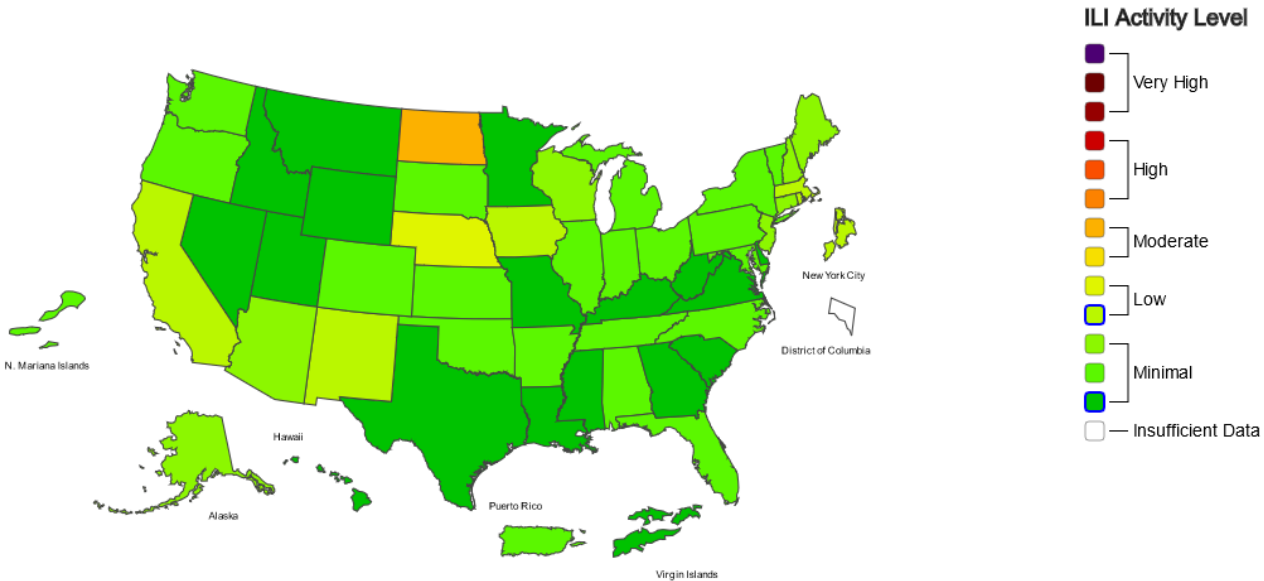 ILI Activity Level
Very High
High
Moderate
Low
Minimal
Insufficient Data
New York City
District of Columbia
N. Mariana Islands
Hawaii
Alaska
Puerto Rico
Virgin Islands